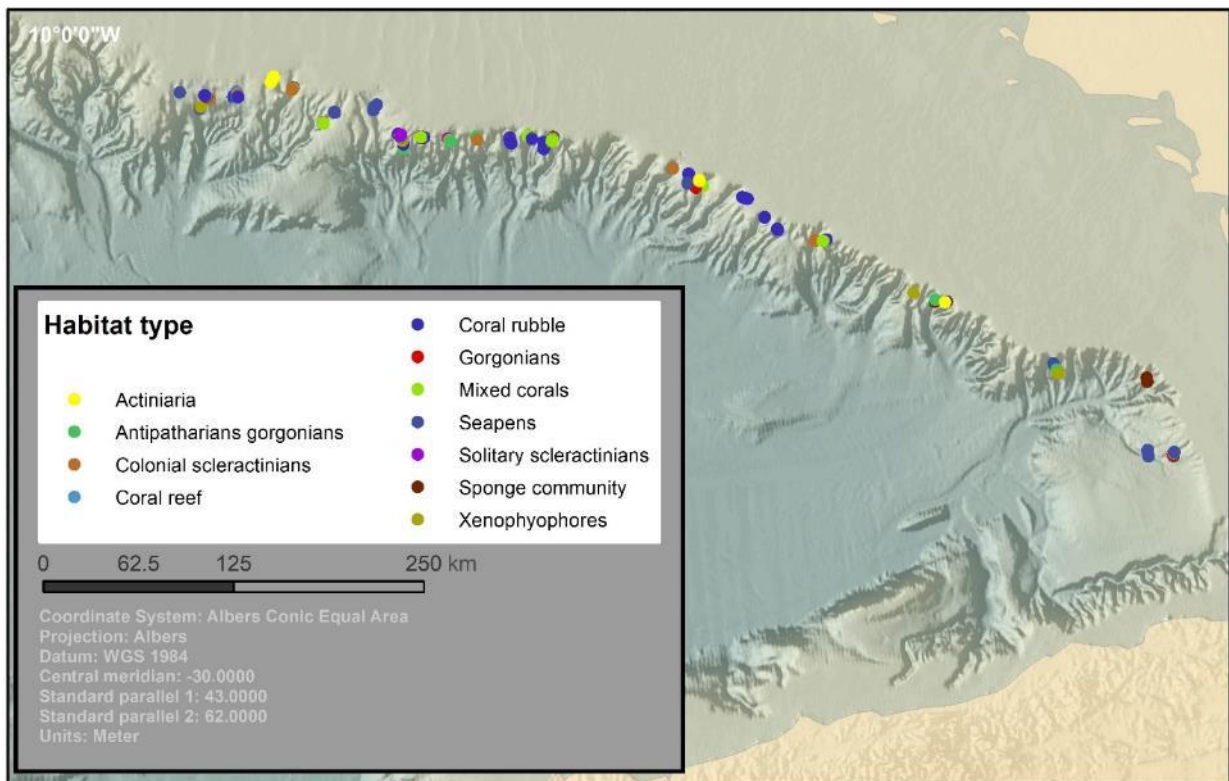 10°0'0"W
Habitat type
Actiniaria
Antipatharians gorgonians
Colonial scleractinians
Coral reef
Coral rubble
Gorgonians
Mixed corals
Seapens
Solitary scleractinians
Sponge community
Xenophyophores
0 62.5 125 250 km
Coordinate System: Albers Conic Equal Area
Projection: Albers
Datum: WGS 1984
Central meridian: -30.0000
Standard parallel 1: 43.0000
Standard parallel 2: 62.0000
Units: Meter